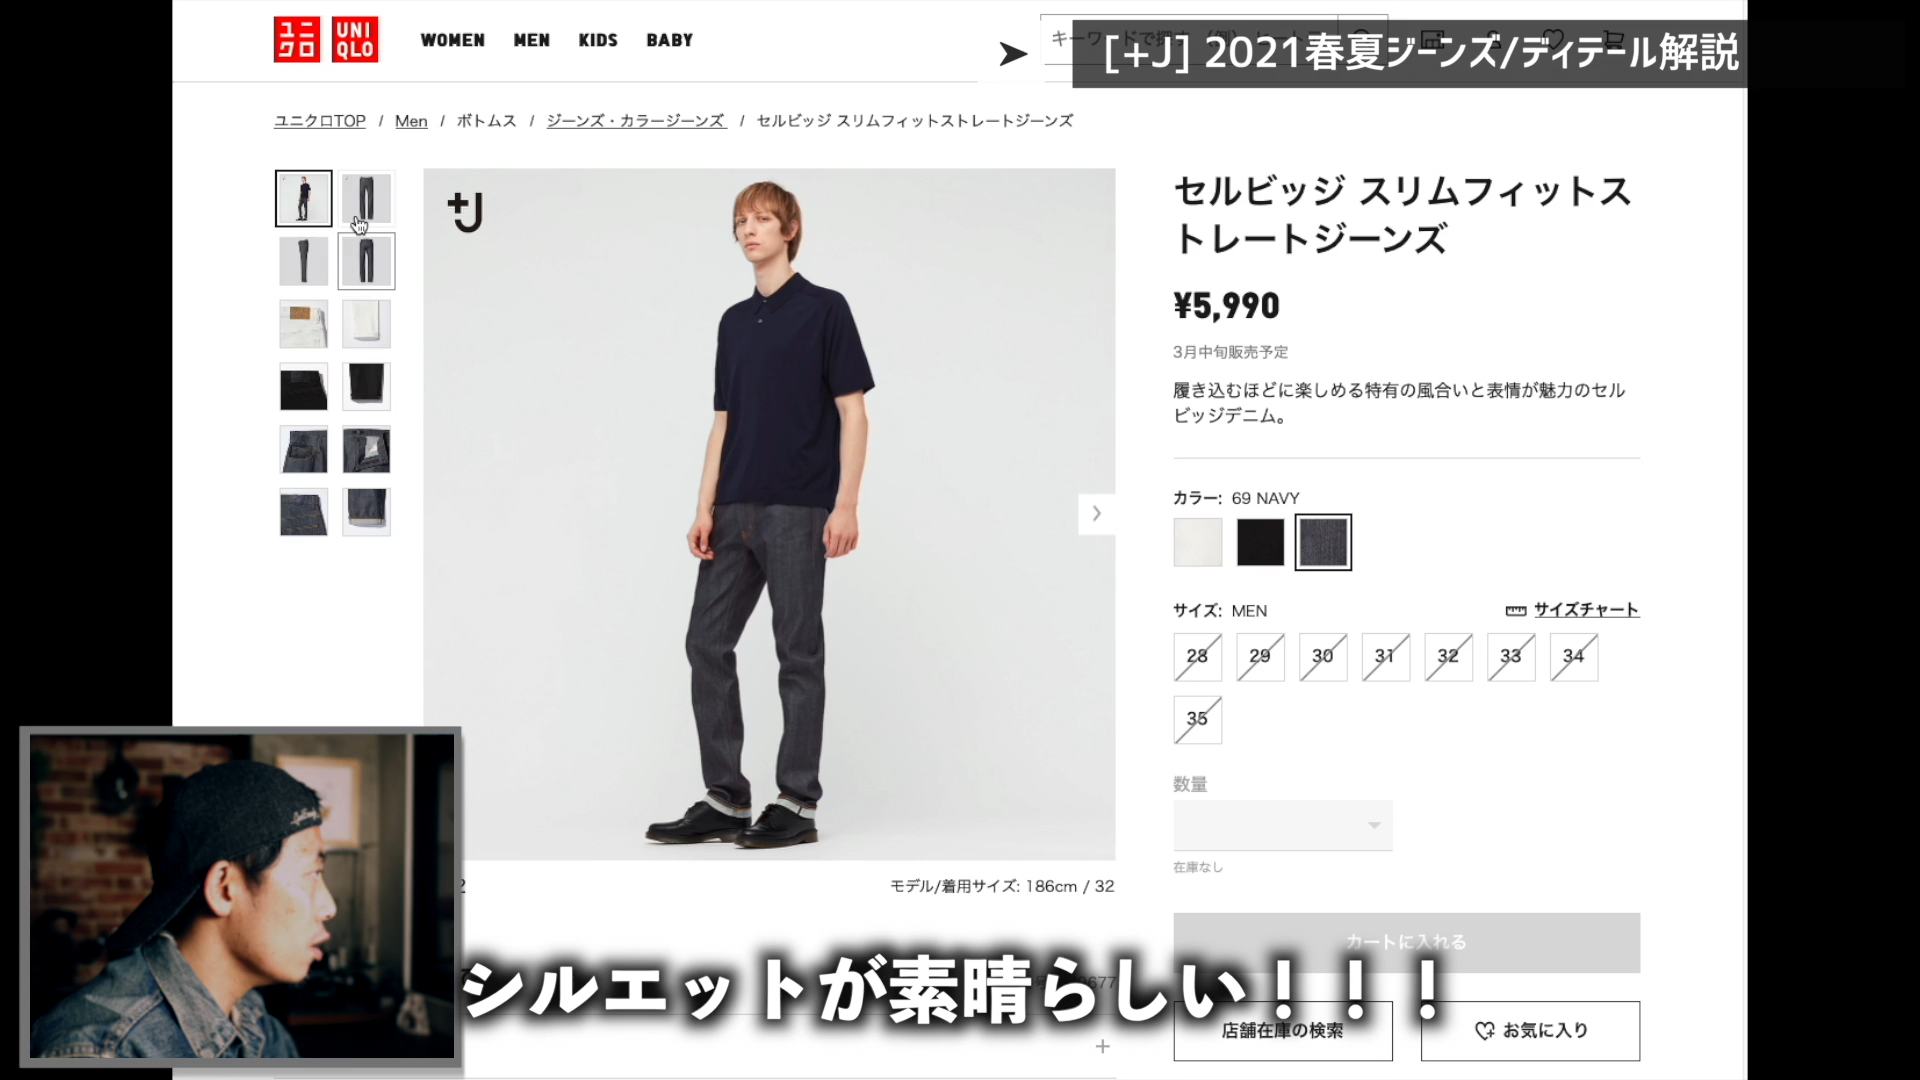 ユニクロ
UNIQLO
WOMEN MEN KIDS BABY
[+J] 2021春夏ジーンズ/ディテール解説
ユニクロTOP / Men / ボトムス / ジーンズ・カラージーンズ / セルビッジ スリムフィットストレートジーンズ
+J
セルビッジ スリムフィットス
トレートジーンズ
¥5,990
3月中旬販売予定
履き込むほどに楽しめる特有の風合いと表情が魅力のセル
ビッジデニム。
カラー: 69 NAVY
サイズ: MEN サイズチャート
28 29 30 31 32 33 34
35
数量
在庫なし
モデル/着用サイズ: 186cm / 32
カートに入れる
シルエットが素晴らしい！！！
店舗在庫の検索 お気に入り